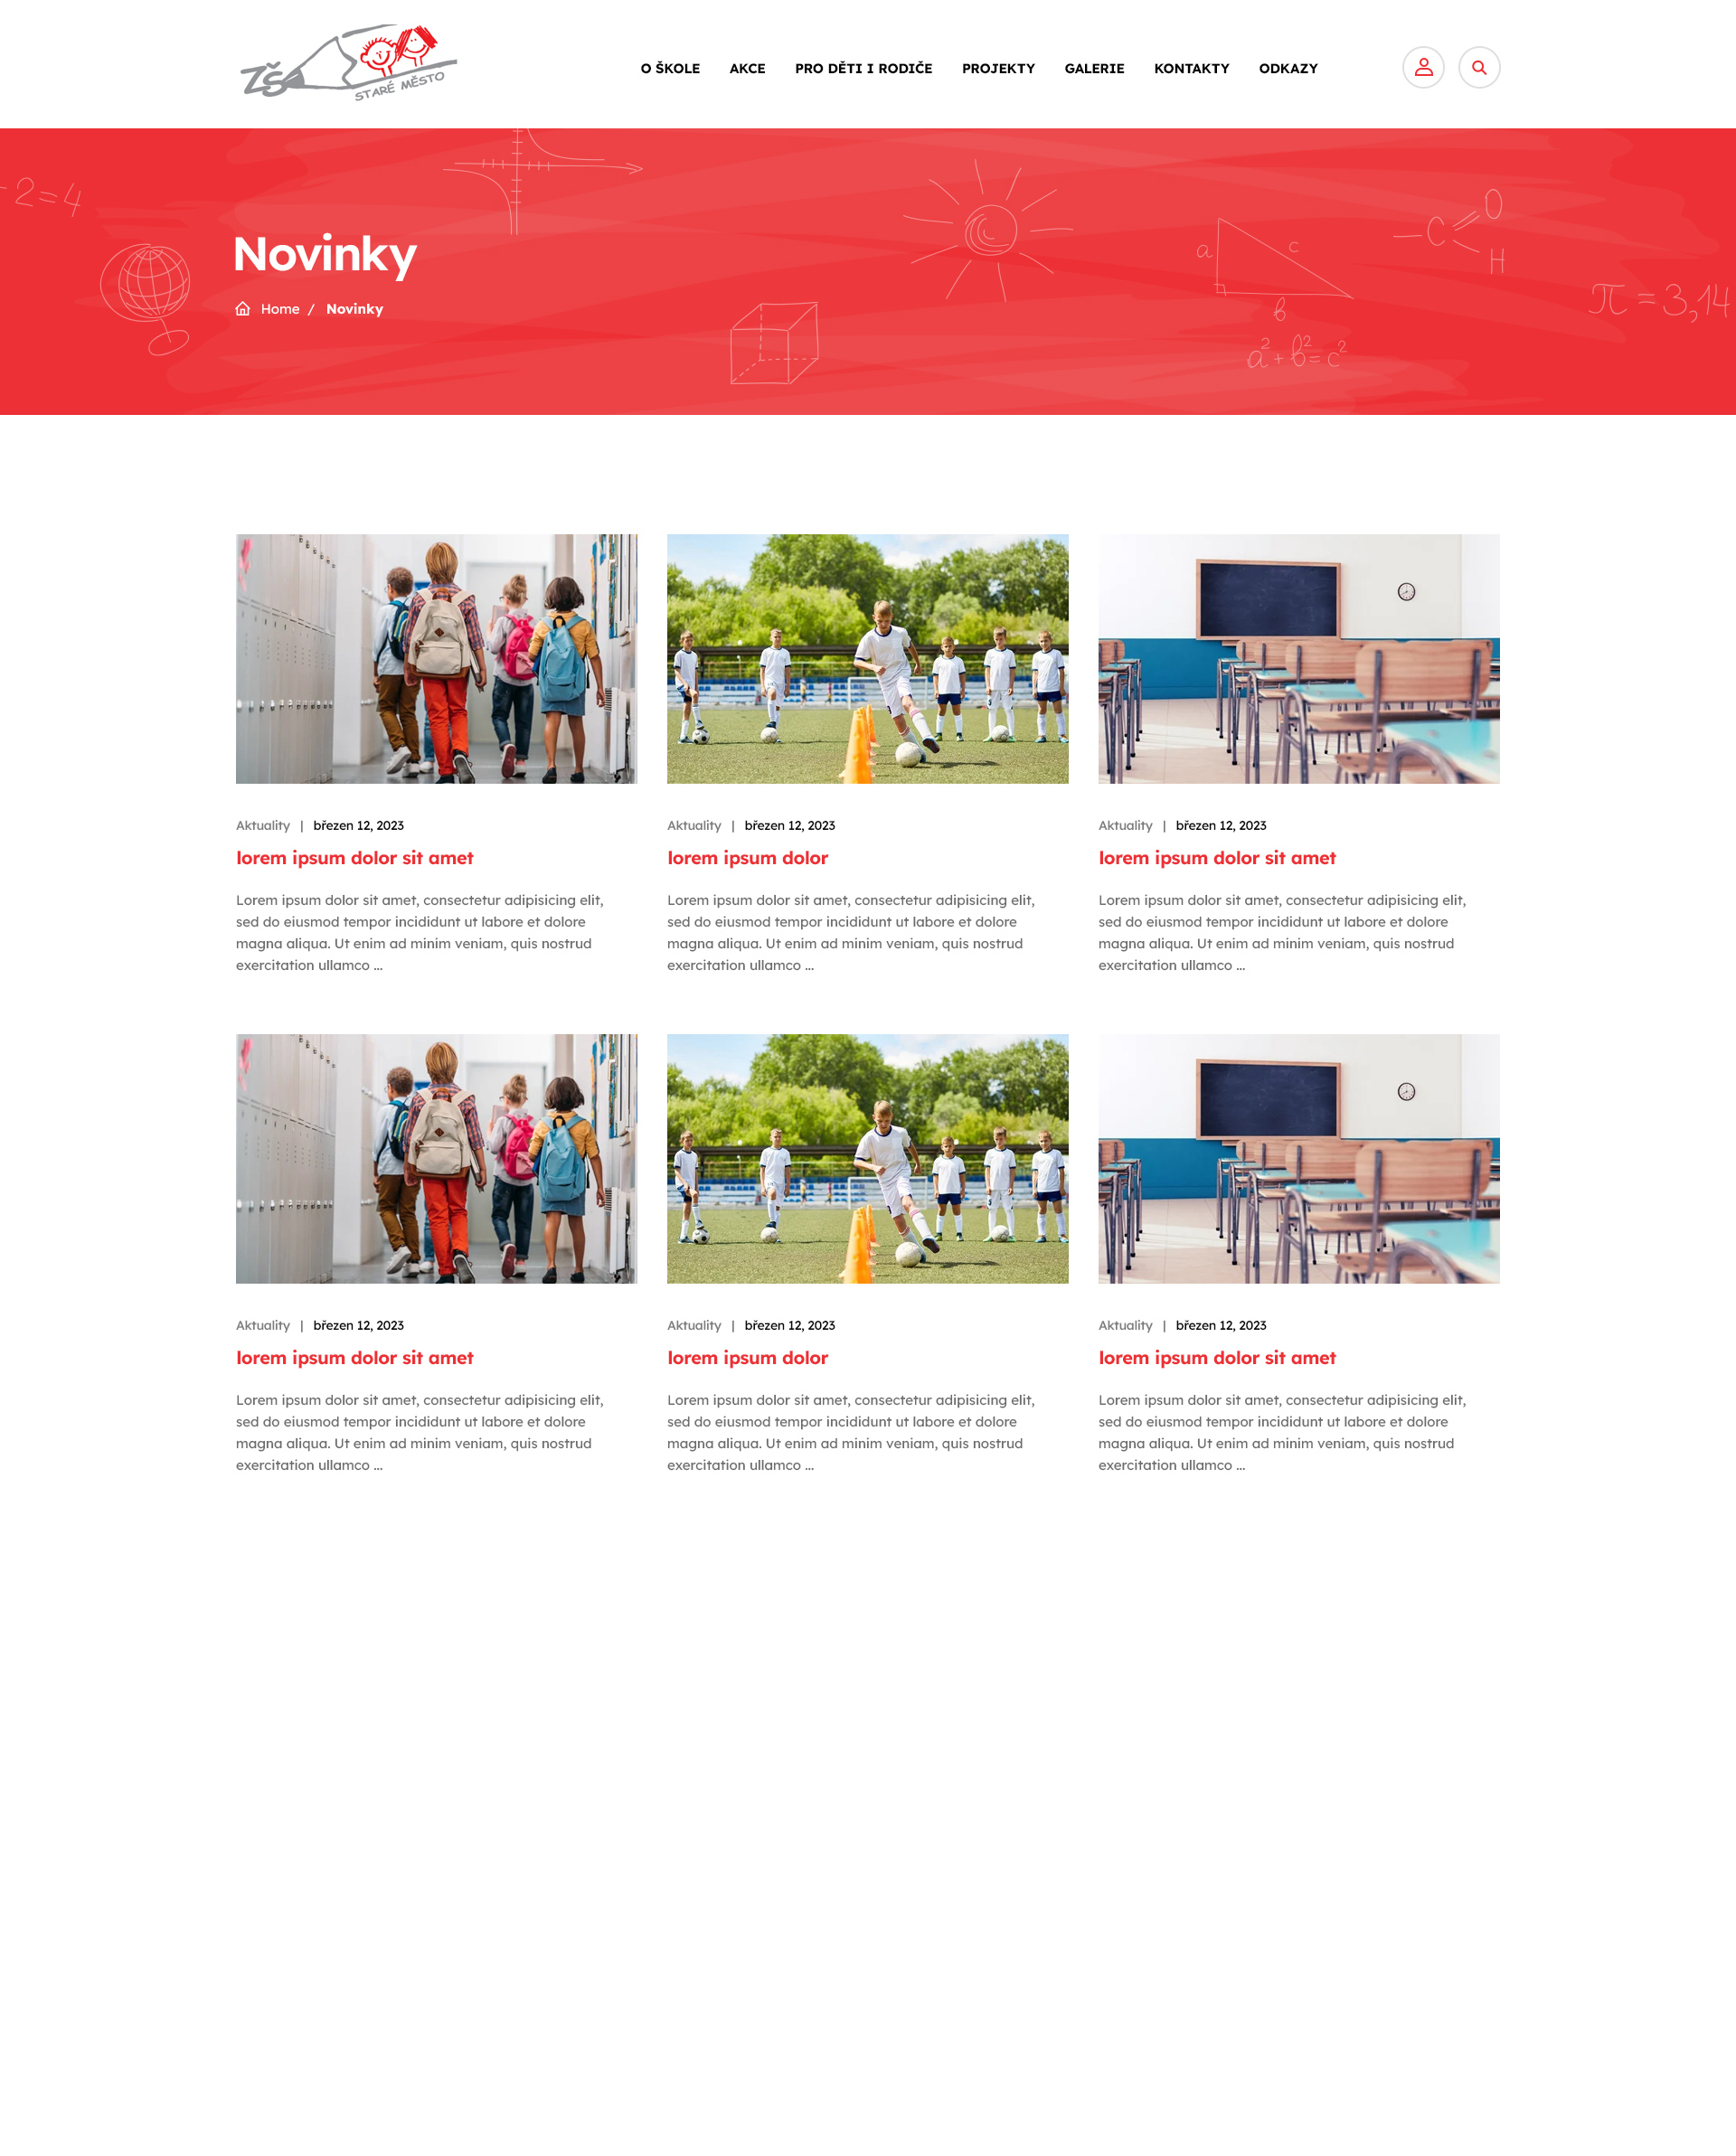 ZŠ
STARÉ MĚSTO
O ŠKOLE AKCE PRO DĚTI I RODIČE PROJEKTY GALERIE KONTAKTY ODKAZY
2=4
a c
b
a²+b²=c²
C O
H
π=3,14
Novinky
Home / Novinky
Aktuality | březen 12, 2023
lorem ipsum dolor sit amet
Lorem ipsum dolor sit amet, consectetur adipisicing elit,
sed do eiusmod tempor incididunt ut labore et dolore
magna aliqua. Ut enim ad minim veniam, quis nostrud
exercitation ullamco ...
Aktuality | březen 12, 2023
lorem ipsum dolor
Lorem ipsum dolor sit amet, consectetur adipisicing elit,
sed do eiusmod tempor incididunt ut labore et dolore
magna aliqua. Ut enim ad minim veniam, quis nostrud
exercitation ullamco ...
Aktuality | březen 12, 2023
lorem ipsum dolor sit amet
Lorem ipsum dolor sit amet, consectetur adipisicing elit,
sed do eiusmod tempor incididunt ut labore et dolore
magna aliqua. Ut enim ad minim veniam, quis nostrud
exercitation ullamco ...
Aktuality | březen 12, 2023
lorem ipsum dolor sit amet
Lorem ipsum dolor sit amet, consectetur adipisicing elit,
sed do eiusmod tempor incididunt ut labore et dolore
magna aliqua. Ut enim ad minim veniam, quis nostrud
exercitation ullamco ...
Aktuality | březen 12, 2023
lorem ipsum dolor
Lorem ipsum dolor sit amet, consectetur adipisicing elit,
sed do eiusmod tempor incididunt ut labore et dolore
magna aliqua. Ut enim ad minim veniam, quis nostrud
exercitation ullamco ...
Aktuality | březen 12, 2023
lorem ipsum dolor sit amet
Lorem ipsum dolor sit amet, consectetur adipisicing elit,
sed do eiusmod tempor incididunt ut labore et dolore
magna aliqua. Ut enim ad minim veniam, quis nostrud
exercitation ullamco ...